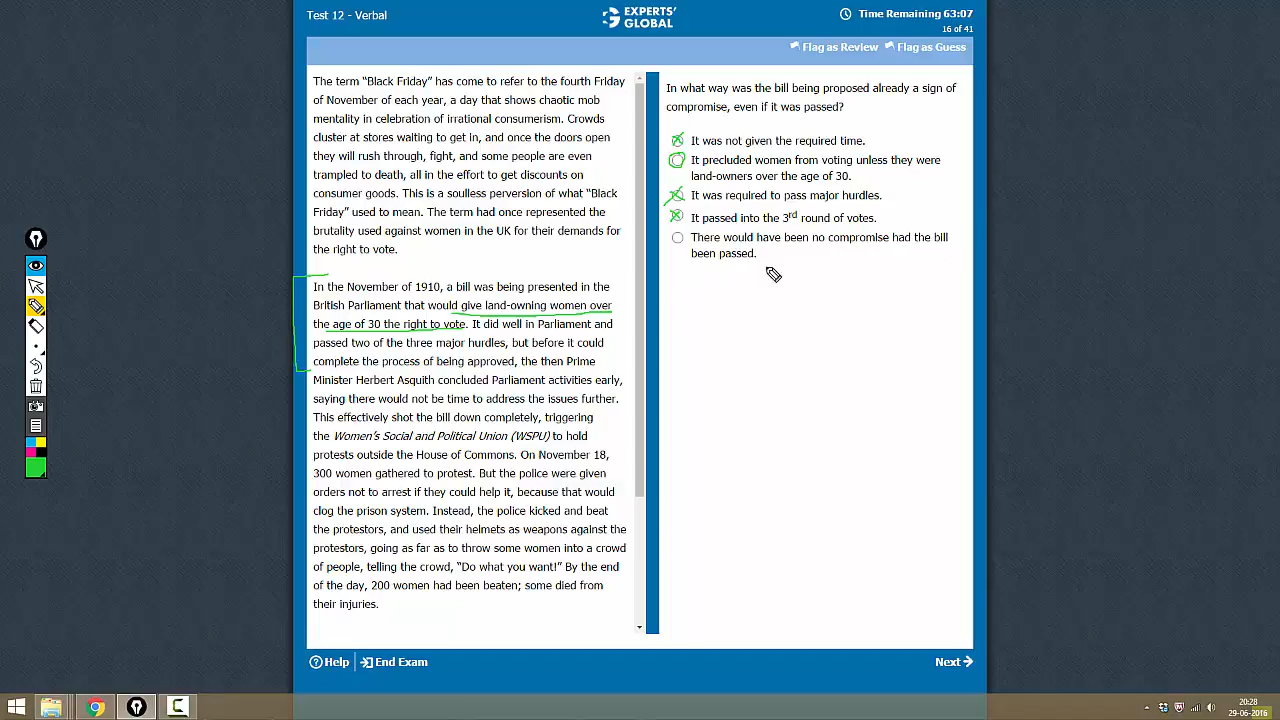 Test 12 - Verbal
EXPERTS'
GLOBAL
Time Remaining 63:07
16 of 41
Flag as Review
Flag as Guess
The term “Black Friday” has come to refer to the fourth Friday
of November of each year, a day that shows chaotic mob
mentality in celebration of irrational consumerism. Crowds
cluster at stores waiting to get in, and once the doors open
they will rush through, fight, and some people are even
trampled to death, all in the effort to get discounts on
consumer goods. This is a soulless perversion of what “Black
Friday” used to mean. The term had once represented the
brutality used against women in the UK for their demands for
the right to vote.
In the November of 1910, a bill was being presented in the
British Parliament that would give land-owning women over
the age of 30 the right to vote. It did well in Parliament and
passed two of the three major hurdles, but before it could
complete the process of being approved, the then Prime
Minister Herbert Asquith concluded Parliament activities early,
saying there would not be time to address the issues further.
This effectively shot the bill down completely, triggering
the Women’s Social and Political Union (WSPU) to hold
protests outside the House of Commons. On November 18,
300 women gathered to protest. But the police were given
orders not to arrest if they could help it, because that would
clog the prison system. Instead, the police kicked and beat
the protestors, and used their helmets as weapons against the
protestors, going as far as to throw some women into a crowd
of people, telling the crowd, “Do what you want!” By the end
of the day, 200 women had been beaten; some died from
their injuries.
In what way was the bill being proposed already a sign of
compromise, even if it was passed?
It was not given the required time.
It precluded women from voting unless they were
land-owners over the age of 30.
It was required to pass major hurdles.
It passed into the 3rd round of votes.
There would have been no compromise had the bill
been passed.
Help
End Exam
Next
20:28
29-06-2016